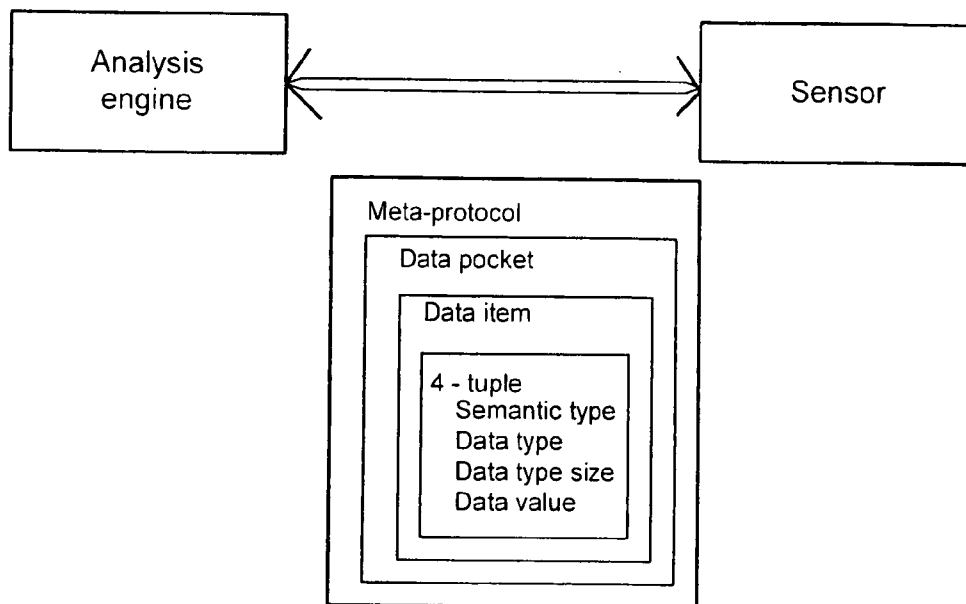 Analysis
engine
Sensor
Meta-protocol
Data pocket
Data item
4 - tuple
Semantic type
Data type
Data type size
Data value